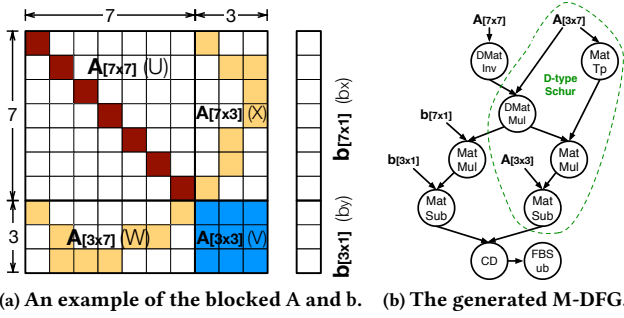 7
3
A[7x7] (U)
7
A[7x3] (X)
b[7x1] (bx)
3
A[3x7] (W)
A[3x3] (V)
b[3x1] (by)
(a) An example of the blocked A and b.
A[7x7]
A[3x7]
DMat
Inv
Mat
Tp
D-type
Schur
DMat
Mul
b[7x1]
Mat
Mul
Mat
Mul
b[3x1]
A[3x3]
Mat
Sub
Mat
Sub
CD
FBS
ub
(b) The generated M-DFG.